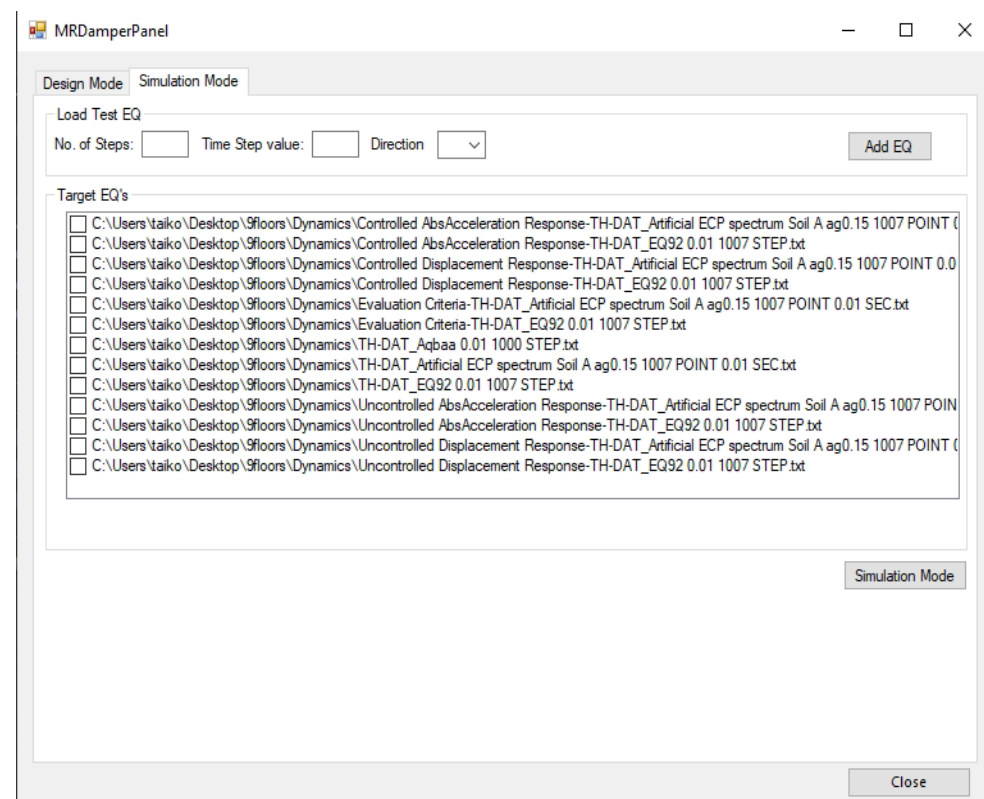 MRDamperPanel
Design Mode Simulation Mode
Load Test EQ
No. of Steps: Time Step value: Direction Add EQ
Target EQ's
C:\Users\taiko\Desktop\9floors\Dynamics\Controlled AbsAcceleration Response-TH-DAT_Artificial ECP spectrum Soil A ag0.15 1007 POINT
C:\Users\taiko\Desktop\9floors\Dynamics\Controlled AbsAcceleration Response-TH-DAT_EQ92 0.01 1007 STEP.txt
C:\Users\taiko\Desktop\9floors\Dynamics\Controlled Displacement Response-TH-DAT_Artificial ECP spectrum Soil A ag0.15 1007 POINT 0.0
C:\Users\taiko\Desktop\9floors\Dynamics\Controlled Displacement Response-TH-DAT_EQ92 0.01 1007 STEP.txt
C:\Users\taiko\Desktop\9floors\Dynamics\Evaluation Criteria-TH-DAT_Artificial ECP spectrum Soil A ag0.15 1007 POINT 0.01 SEC.txt
C:\Users\taiko\Desktop\9floors\Dynamics\Evaluation Criteria-TH-DAT_EQ92 0.01 1007 STEP.txt
C:\Users\taiko\Desktop\9floors\Dynamics\TH-DAT_Aqbaa 0.01 1000 STEP.txt
C:\Users\taiko\Desktop\9floors\Dynamics\TH-DAT_Artificial ECP spectrum Soil A ag0.15 1007 POINT 0.01 SEC.txt
C:\Users\taiko\Desktop\9floors\Dynamics\TH-DAT_EQ92 0.01 1007 STEP.txt
C:\Users\taiko\Desktop\9floors\Dynamics\Uncontrolled AbsAcceleration Response-TH-DAT_Artificial ECP spectrum Soil A ag0.15 1007 POIN
C:\Users\taiko\Desktop\9floors\Dynamics\Uncontrolled AbsAcceleration Response-TH-DAT_EQ92 0.01 1007 STEP.txt
C:\Users\taiko\Desktop\9floors\Dynamics\Uncontrolled Displacement Response-TH-DAT_Artificial ECP spectrum Soil A ag0.15 1007 POINT
C:\Users\taiko\Desktop\9floors\Dynamics\Uncontrolled Displacement Response-TH-DAT_EQ92 0.01 1007 STEP.txt
Simulation Mode
Close